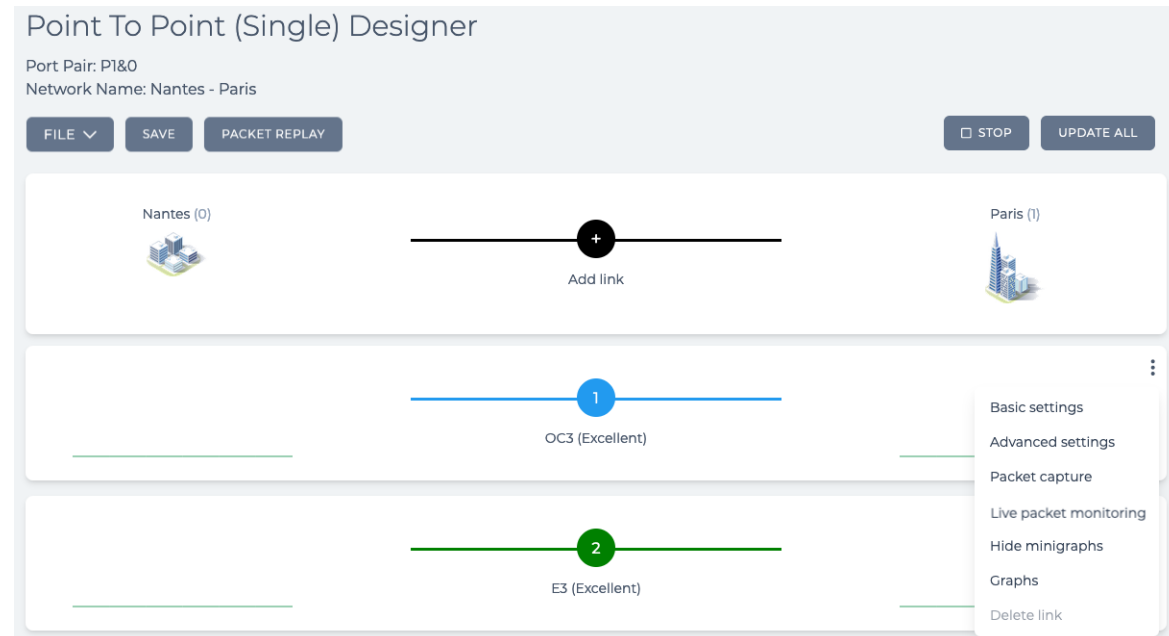 Point To Point (Single) Designer
Port Pair: P1&0
Network Name: Nantes - Paris
FILE SAVE PACKET REPLAY STOP UPDATE ALL
Nantes (0) Paris (1)
+
Add link
1
OC3 (Excellent)
Basic settings
Advanced settings
Packet capture
Live packet monitoring
Hide minigraphs
Graphs
Delete link
2
E3 (Excellent)